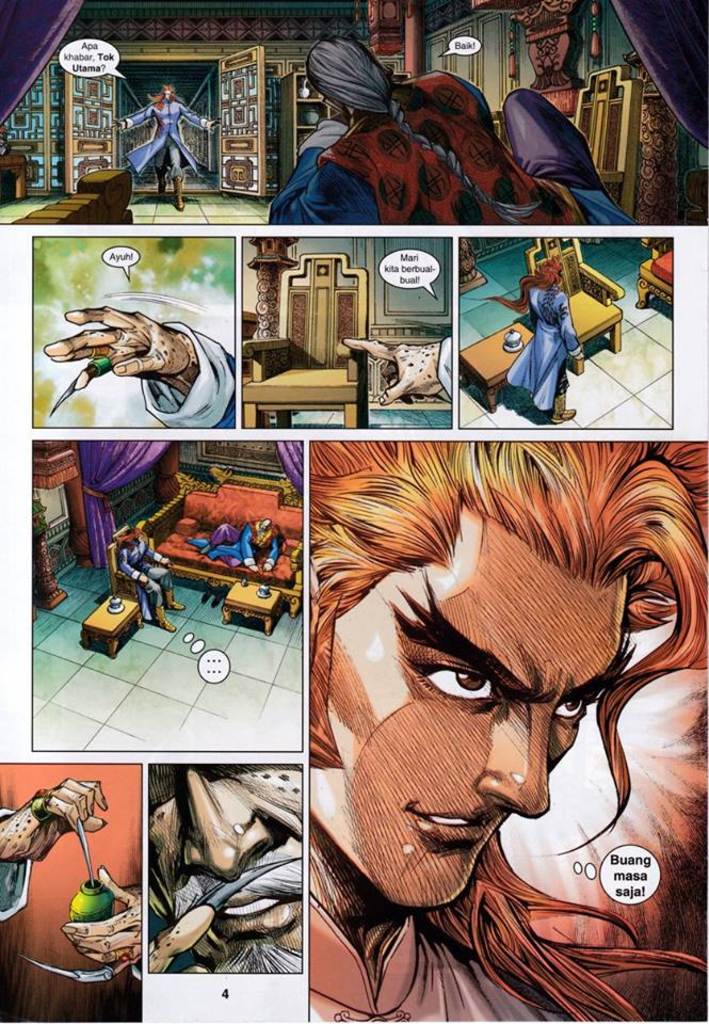 Apa
khabar, Tok
Utama?
Baik!
Ayuh!
Mari
kita berbual-
bual!
...
...
Buang
masa
saja!
4